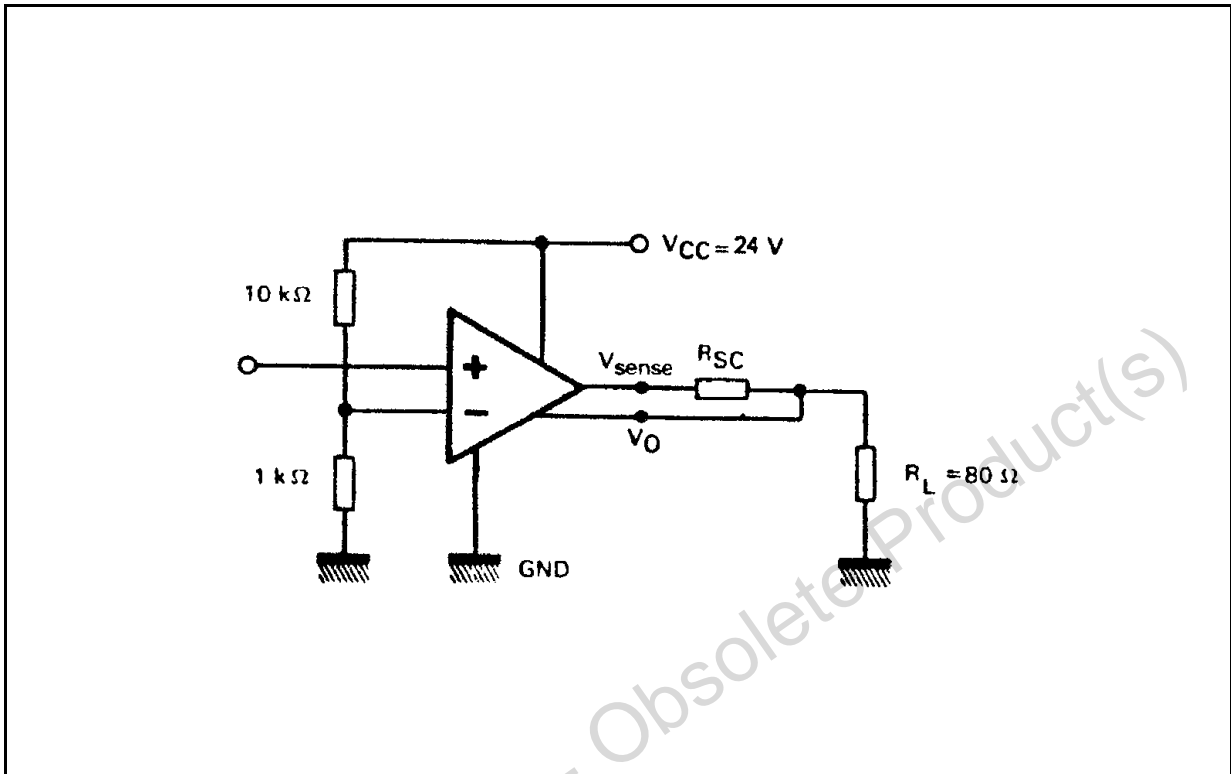 V_CC = 24 V
10 kΩ
+
V_sense
R_SC
−
V_O
1 kΩ
R_L = 80 Ω
GND
Obsolete Product(s)